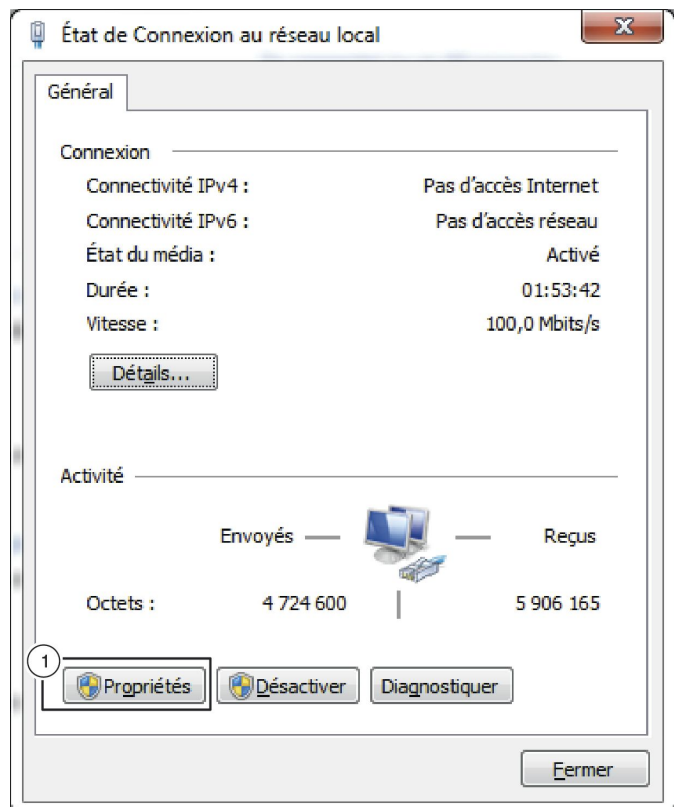 État de Connexion au réseau local
Général
Connexion
Connectivité IPv4 : Pas d'accès Internet
Connectivité IPv6 : Pas d'accès réseau
État du média : Activé
Durée : 01:53:42
Vitesse : 100,0 Mbits/s
Détails...
Activité
Envoyés Reçus
Octets : 4 724 600 5 906 165
1
Propriétés Désactiver Diagnostiquer
Fermer